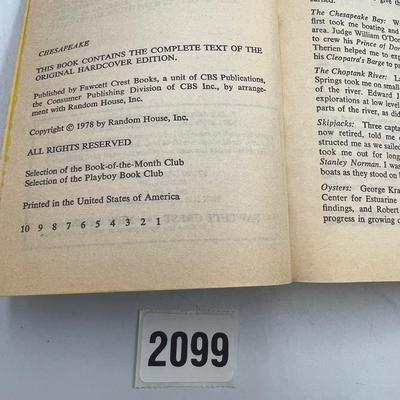 CHESAPEAKE
THIS BOOK CONTAINS THE COMPLETE TEXT OF THE
ORIGINAL HARDCOVER EDITION.
Published by Fawcett Crest Books, a unit of CBS Publications,
the Consumer Publishing Division of CBS Inc., by arrange-
ment with Random House, Inc.
Copyright © 1978 by Random House, Inc.
ALL RIGHTS RESERVED
Selection of the Book-of-the-Month Club
Selection of the Playboy Book Club
Printed in the United States of America
10 9 8 7 6 5 4 3 2 1
The Chesapeake Bay:
first took me boating and
area. Judge William O'Do
to crew his Prince of Do
Therien helped me to exp
his Cleopatra's Barge to
The Choptank River: L
Springs took me on several
of the river. Edward J
explorations at low level
parts of the river, as did
Skipjacks: Three capta
now retired, told me
structed me as we sailed
took me out for long
Stanley Norman. I wa
boats as they stood on
Oysters: George Kra
Center for Estuarine
findings, and Robert
progress in growing
2099